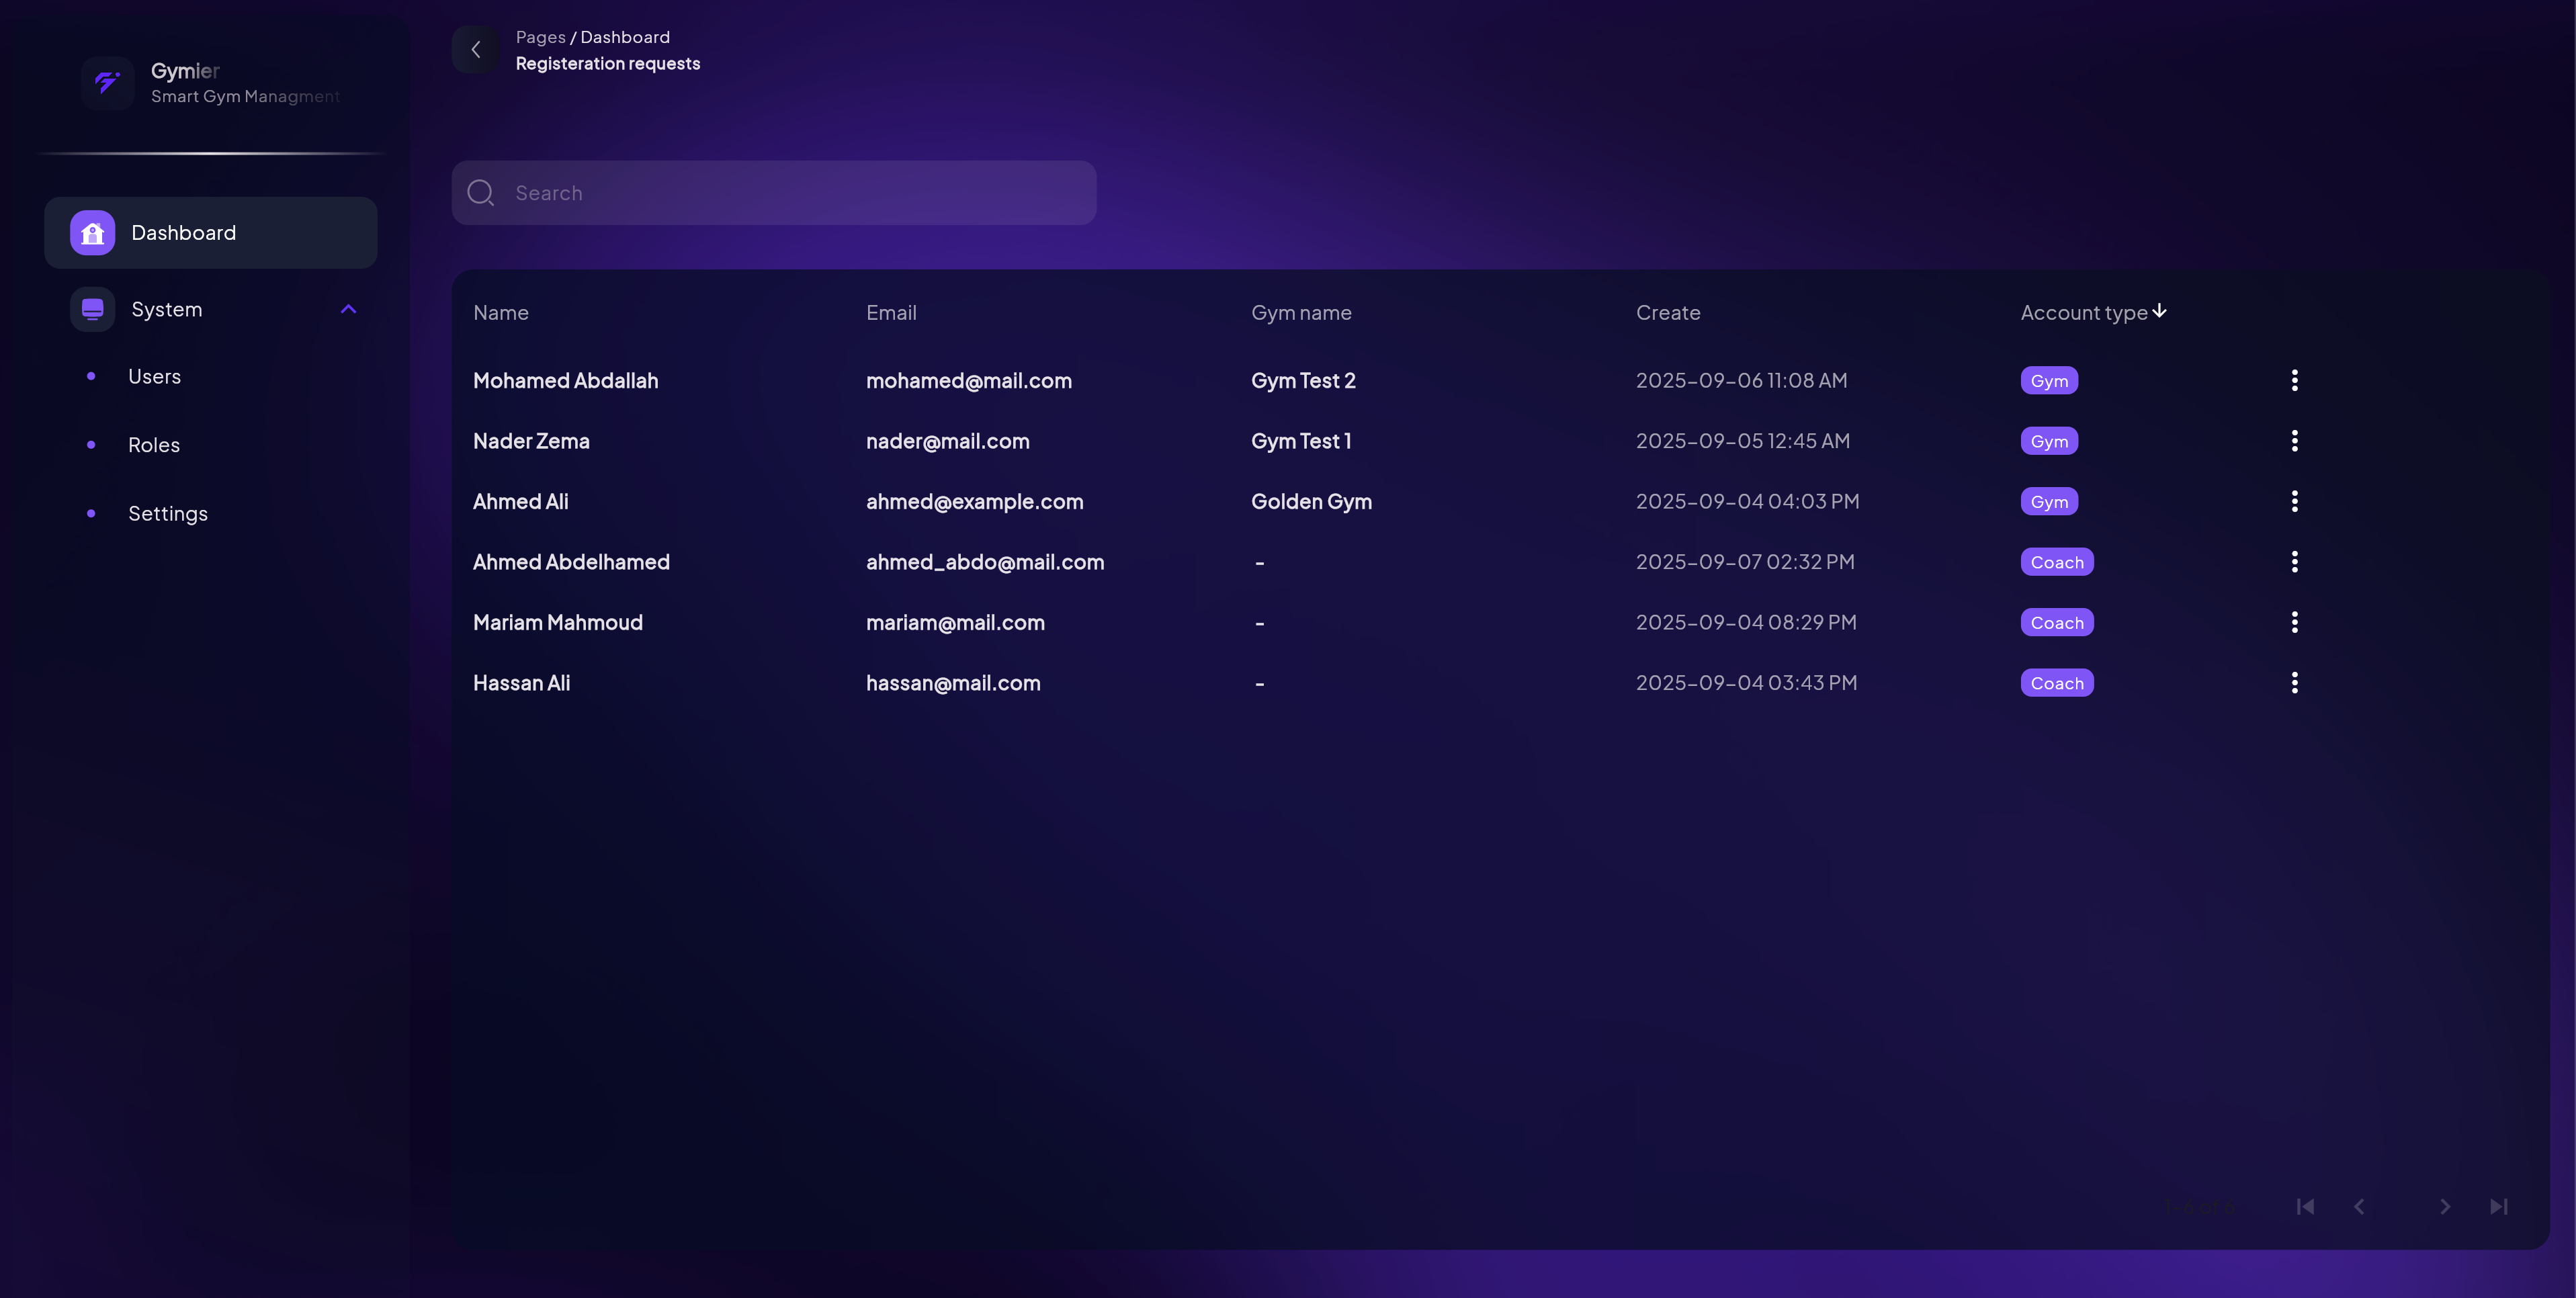 Gymier
Smart Gym Managment
Dashboard
System
Users
Roles
Settings
Pages / Dashboard
Registeration requests
Search
Name Email Gym name Create Account type
Mohamed Abdallah mohamed@mail.com Gym Test 2 2025-09-06 11:08 AM Gym
Nader Zema nader@mail.com Gym Test 1 2025-09-05 12:45 AM Gym
Ahmed Ali ahmed@example.com Golden Gym 2025-09-04 04:03 PM Gym
Ahmed Abdelhamed ahmed_abdo@mail.com - 2025-09-07 02:32 PM Coach
Mariam Mahmoud mariam@mail.com - 2025-09-04 08:29 PM Coach
Hassan Ali hassan@mail.com - 2025-09-04 03:43 PM Coach